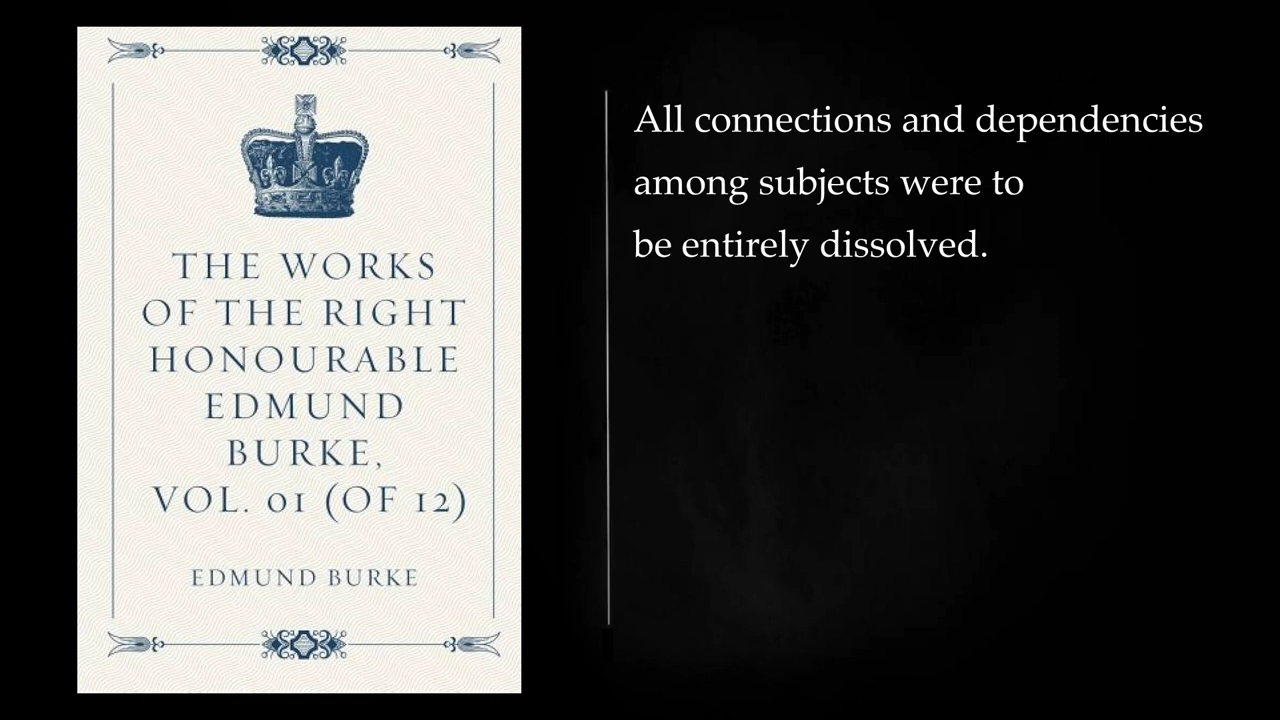 THE WORKS
OF THE RIGHT
HONOURABLE
EDMUND
BURKE,
VOL. 01 (OF 12)
EDMUND BURKE
All connections and dependencies
among subjects were to
be entirely dissolved.